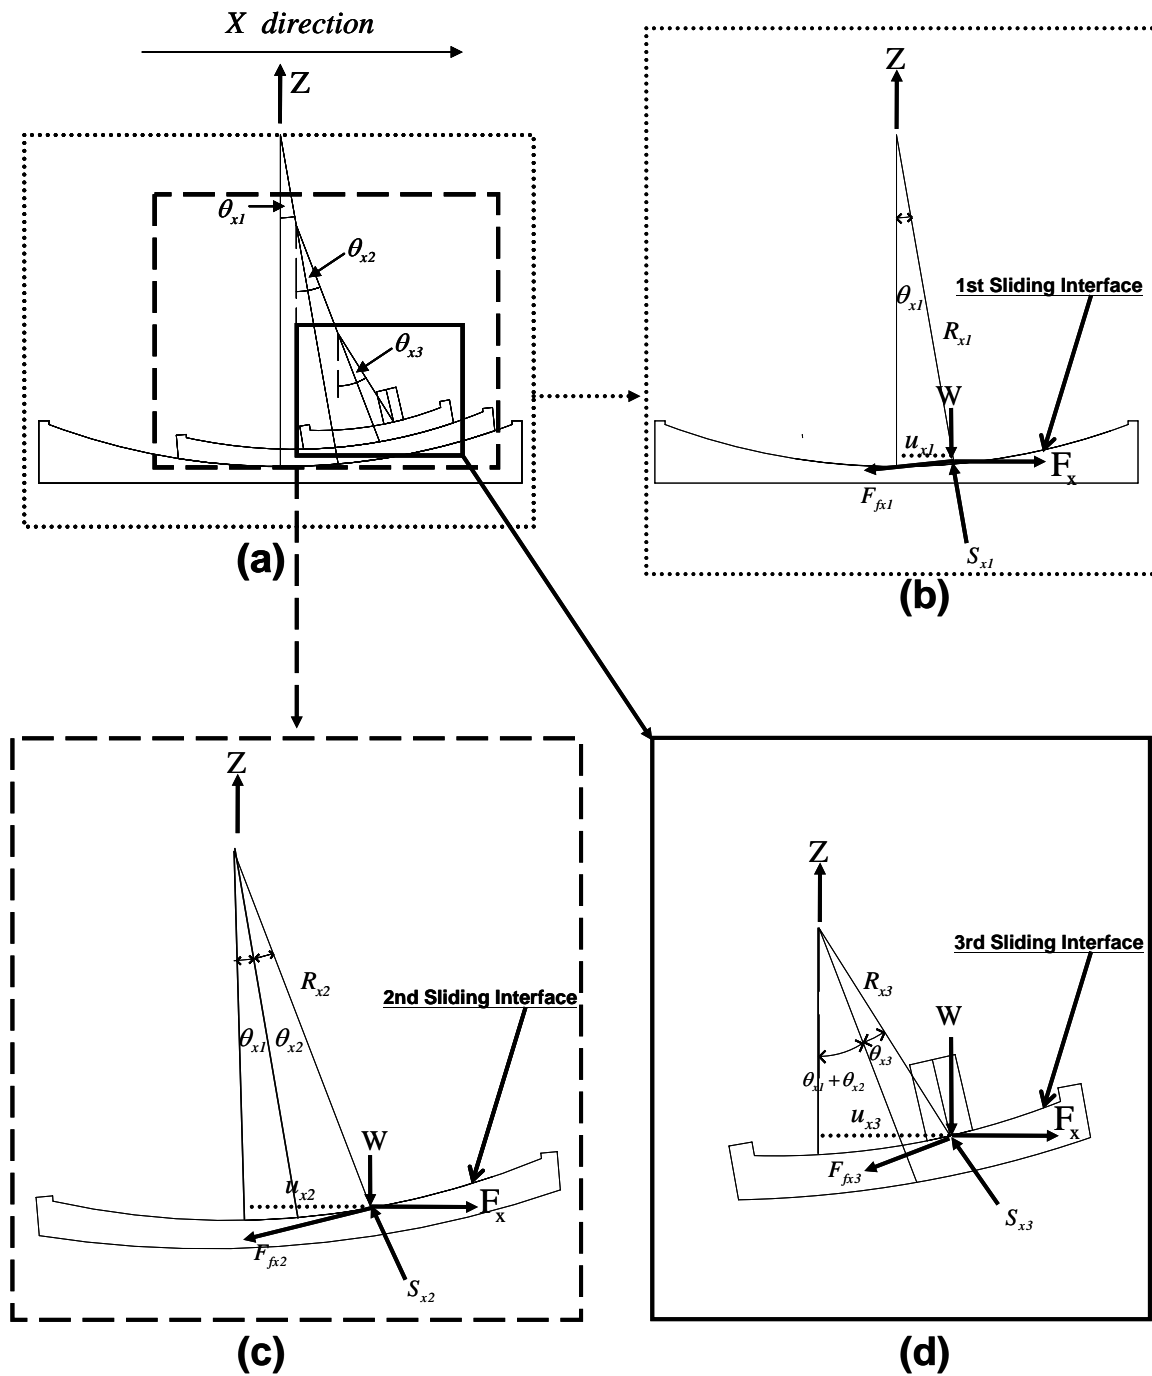 X direction
Z
θx1
θx2
θx3
(a)
Z
1st Sliding Interface
θx1
Rx1
W
ux1
Fx
Ffx1
Sx1
(b)
Z
Rx2
2nd Sliding Interface
θx1 θx2
W
ux2
Fx
Ffx2
Sx2
(c)
Z
3rd Sliding Interface
Rx3
W
θx3
θx1+θx2
ux3
Fx
Ffx3
Sx3
(d)